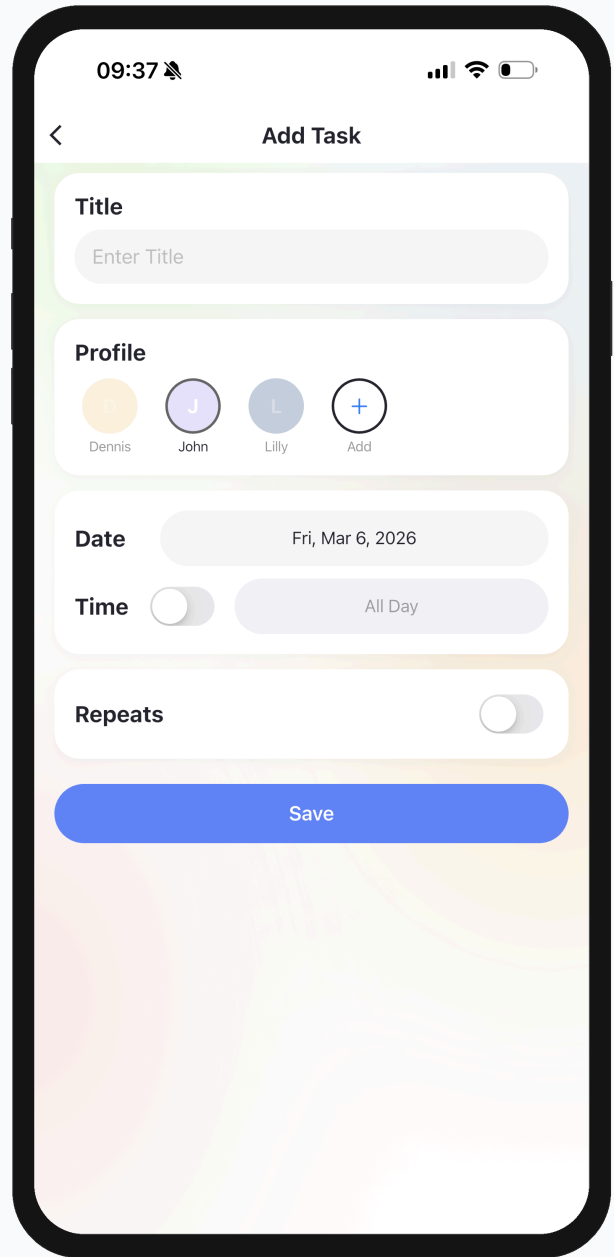 09:37
Add Task
Title
Enter Title
Profile
D J L +
Dennis John Lilly Add
Date Fri, Mar 6, 2026
Time All Day
Repeats
Save